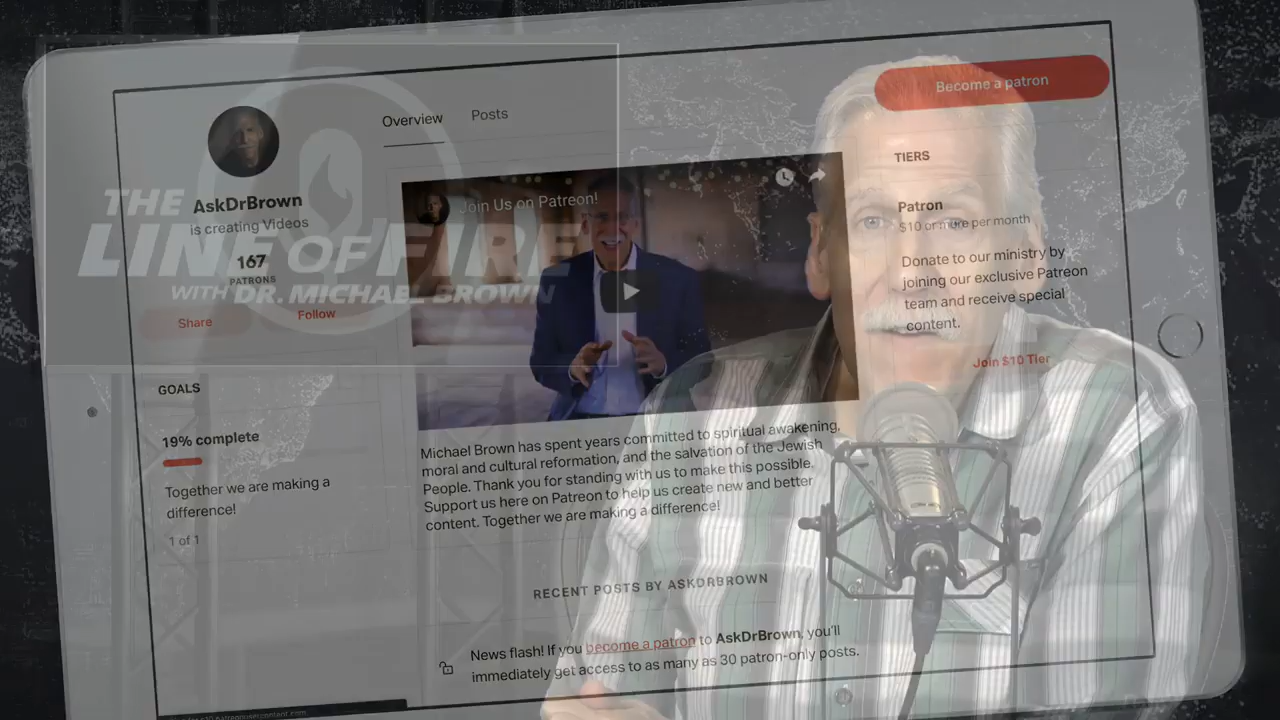 Become a patron
Overview
Posts
TIERS
AskDrBrown
is creating Videos
167
PATRONS
Share
Follow
THE
LINE OF FIRE
WITH DR. MICHAEL BROWN
Join Us on Patreon!
Patron
$10 or more per month
Donate to our ministry by
joining our exclusive Patreon
team and receive special
content.
Join $10 Tier
GOALS
19% complete
Together we are making a
difference!
1 of 1
Michael Brown has spent years committed to spiritual awakening,
moral and cultural reformation, and the salvation of the Jewish
People. Thank you for standing with us to make this possible.
Support us here on Patreon to help us create new and better
content. Together we are making a difference!
RECENT POSTS BY ASKDRBROWN
News flash! If you become a patron to AskDrBrown, you'll
immediately get access to as many as 30 patron-only posts.